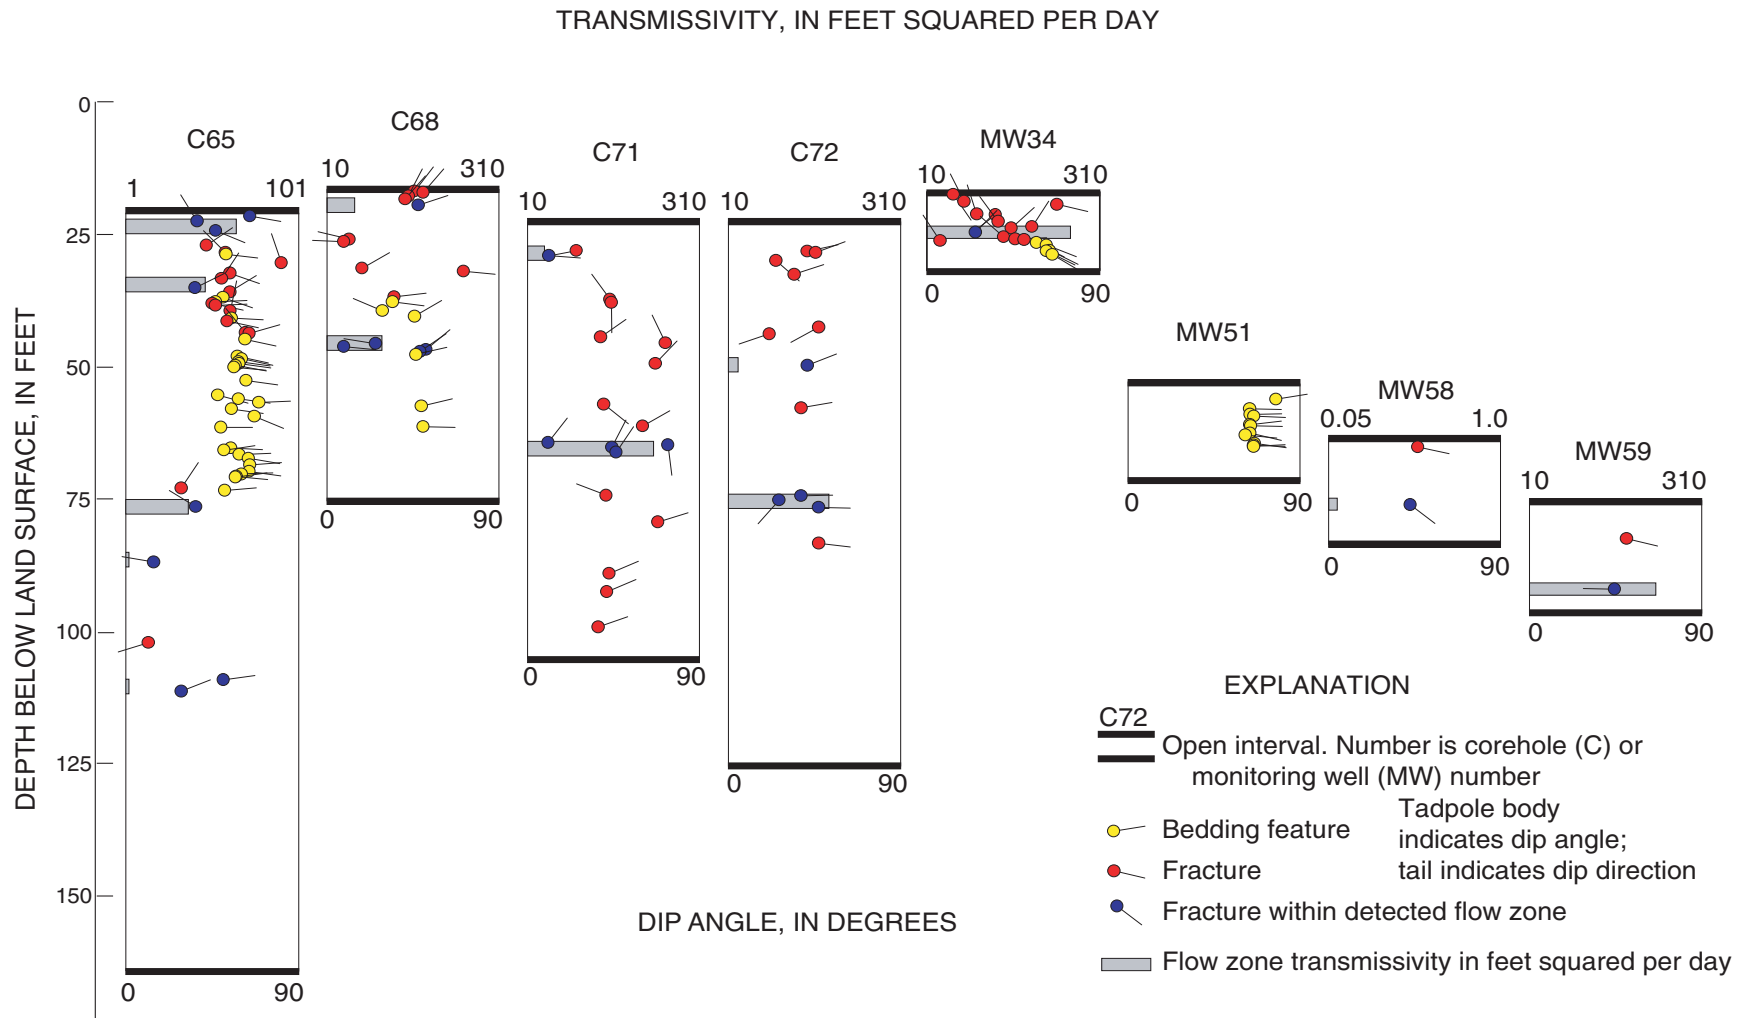 TRANSMISSIVITY, IN FEET SQUARED PER DAY
DEPTH BELOW LAND SURFACE, IN FEET
0
25
50
75
100
125
150
C65
1 101
0 90
C68
10 310
0 90
C71
10 310
0 90
C72
10 310
0 90
MW34
10 310
0 90
MW51
0 90
MW58
0.05 1.0
0 90
MW59
10 310
0 90
DIP ANGLE, IN DEGREES
EXPLANATION
C72
Open interval. Number is corehole (C) or
monitoring well (MW) number
Bedding feature
Fracture
Fracture within detected flow zone
Tadpole body
indicates dip angle;
tail indicates dip direction
Flow zone transmissivity in feet squared per day